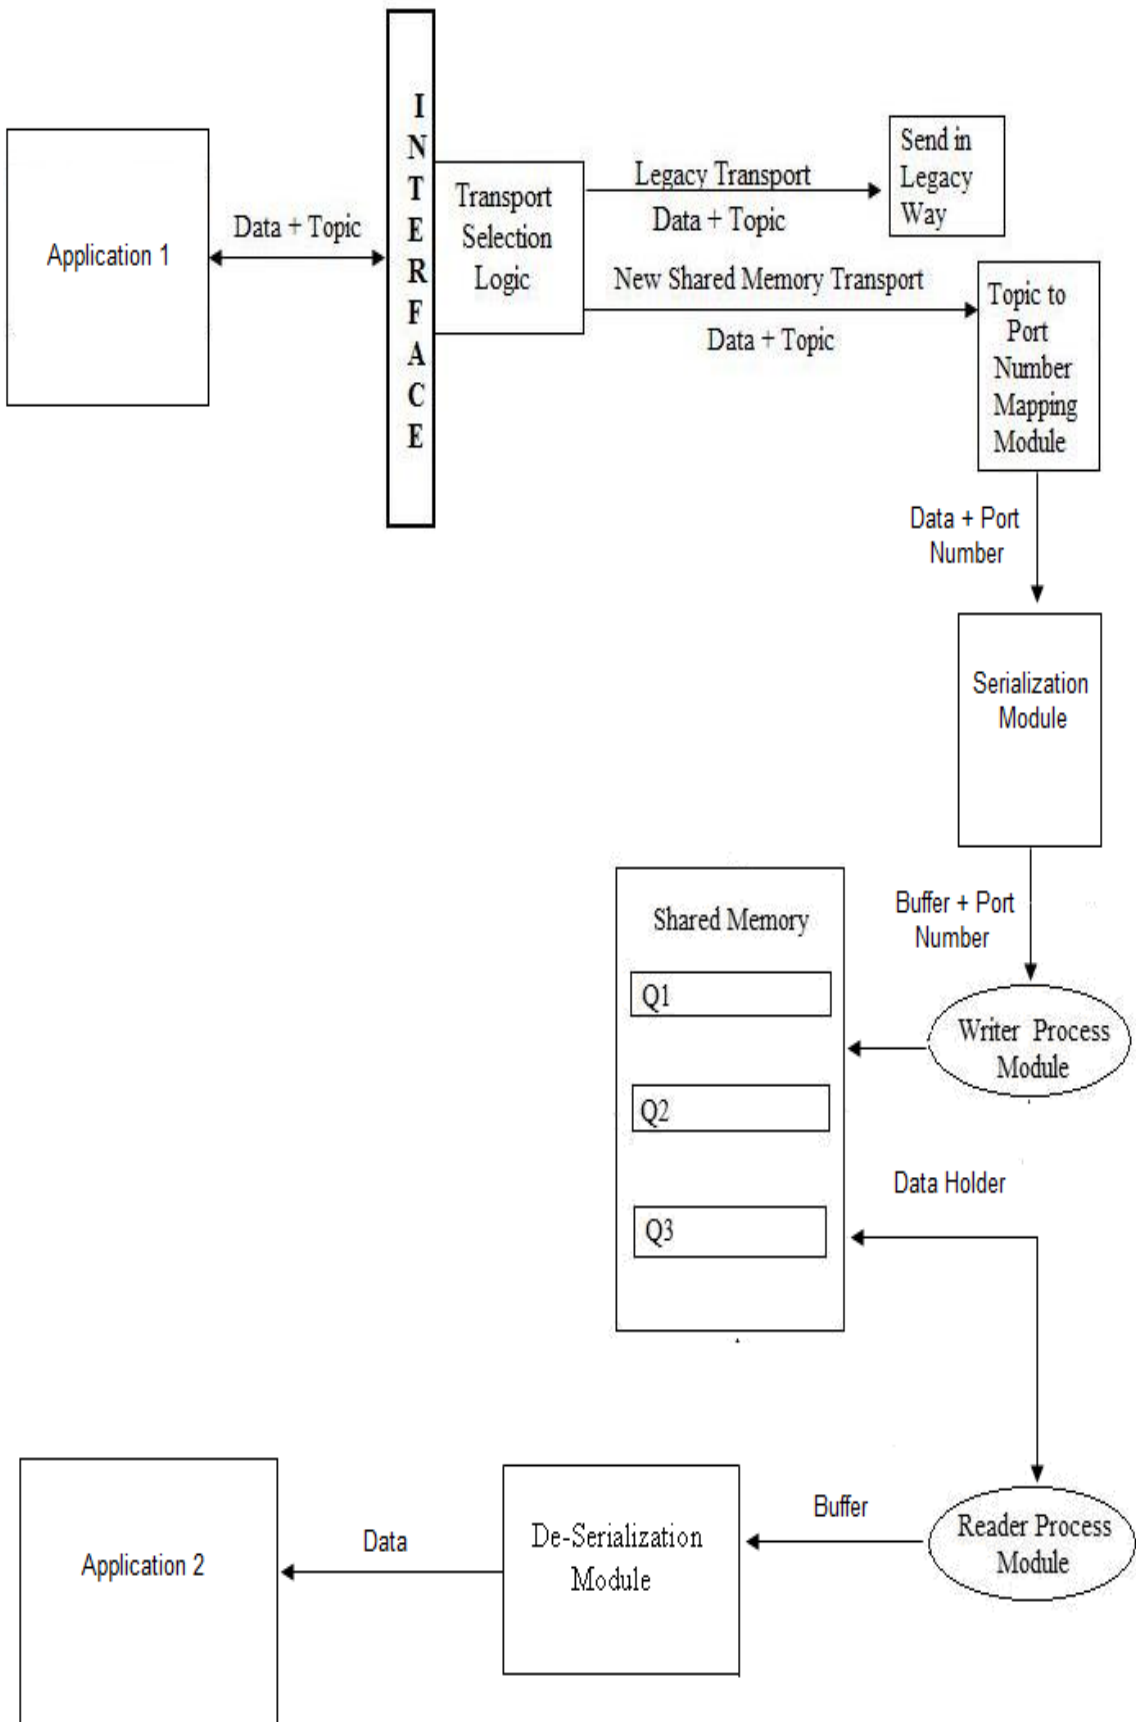 INTERFACE
Application 1
Data + Topic
Transport
Selection
Logic
Legacy Transport
Data + Topic
Send in
Legacy
Way
New Shared Memory Transport
Data + Topic
Topic to
Port
Number
Mapping
Module
Data + Port
Number
Serialization
Module
Buffer + Port
Number
Shared Memory
Q1
Q2
Q3
Writer Process
Module
Data Holder
Reader Process
Module
Buffer
De-Serialization
Module
Data
Application 2